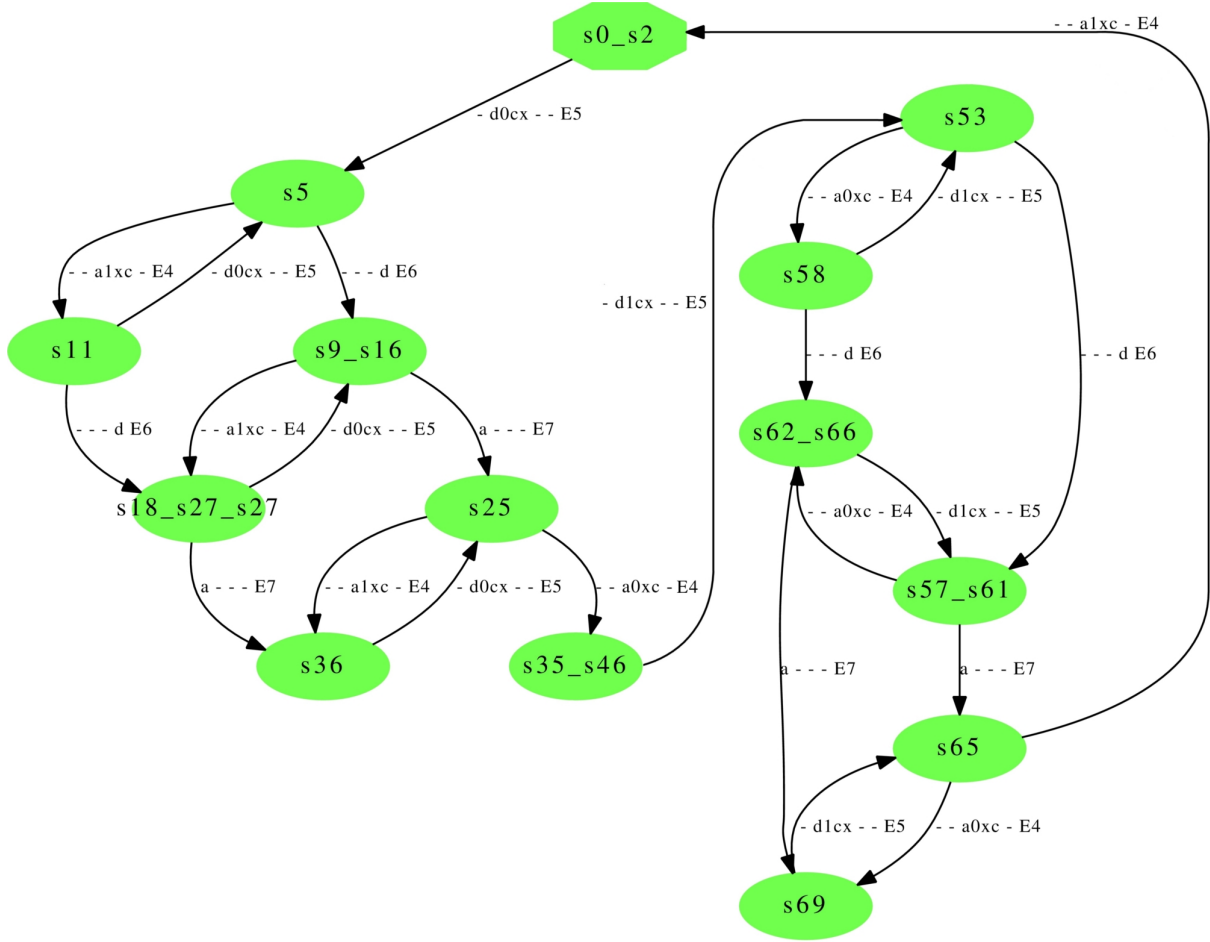 - - a1xc - E4
s0_s2
- d0cx - - E5
s53
s5
- - a0xc - E4
- d1cx - - E5
- - a1xc - E4
- d0cx - - E5
- - - d E6
s58
- d1cx - - E5
s11
s9_s16
- - - d E6
- - - d E6
- - - d E6
- - a1xc - E4
- d0cx - - E5
a - - - E7
s62_s66
s18_s27_s27
s25
- - a0xc - E4
- d1cx - - E5
a - - - E7
- - a1xc - E4
- d0cx - - E5
- - a0xc - E4
s57_s61
s36
s35_s46
a - - - E7
a - - - E7
s65
- d1cx - - E5
- - a0xc - E4
s69